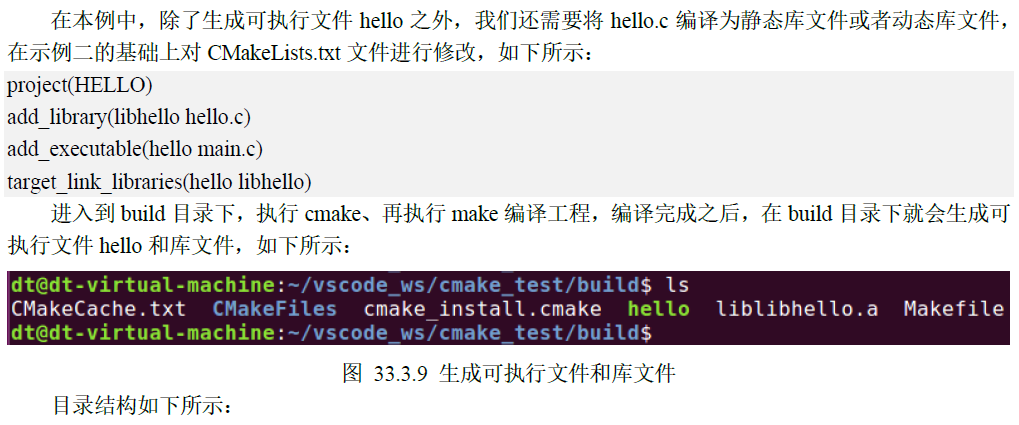 在本例中，除了生成可执行文件 hello 之外，我们还需要将 hello.c 编译为静态库文件或者动态库文件，
在示例二的基础上对 CMakeLists.txt 文件进行修改，如下所示：
project(HELLO)
add_library(libhello hello.c)
add_executable(hello main.c)
target_link_libraries(hello libhello)
进入到 build 目录下，执行 cmake、再执行 make 编译工程，编译完成之后，在 build 目录下就会生成可
执行文件 hello 和库文件，如下所示：
dt@dt-virtual-machine:~/vscode_ws/cmake_test/build$ ls
CMakeCache.txt  CMakeFiles  cmake_install.cmake  hello  liblibhello.a  Makefile
dt@dt-virtual-machine:~/vscode_ws/cmake_test/build$
图 33.3.9 生成可执行文件和库文件
目录结构如下所示：